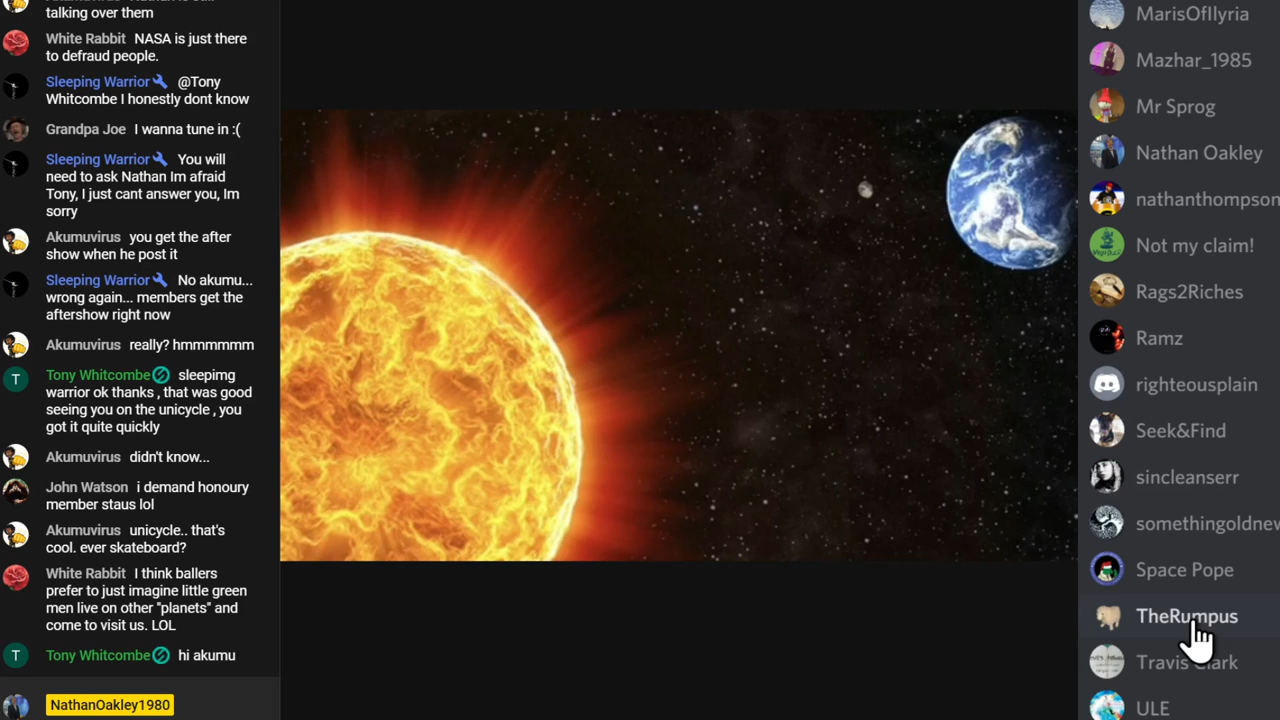 talking over them
White Rabbit NASA is just there
to defraud people.
Sleeping Warrior @Tony
Whitcombe I honestly dont know
Grandpa Joe I wanna tune in :(
Sleeping Warrior You will
need to ask Nathan Im afraid
Tony, I just cant answer you, Im
sorry
Akumuvirus you get the after
show when he post it
Sleeping Warrior No akumu...
wrong again... members get the
aftershow right now
Akumuvirus really? hmmmmmm
T
Tony Whitcombe sleepimg
warrior ok thanks , that was good
seeing you on the unicycle , you
got it quite quickly
Akumuvirus didn't know...
John Watson i demand honoury
member staus lol
Akumuvirus unicycle.. that's
cool. ever skateboard?
White Rabbit I think ballers
prefer to just imagine little green
men live on other "planets" and
come to visit us. LOL
T
Tony Whitcombe hi akumu
NathanOakley1980
MarisOfIlyria
Mazhar_1985
Mr Sprog
Nathan Oakley
nathanthompson
Not my claim!
Rags2Riches
Ramz
righteousplain
Seek&Find
sincleanserr
somethingoldnew
Space Pope
TheRumpus
Travis Clark
ULE